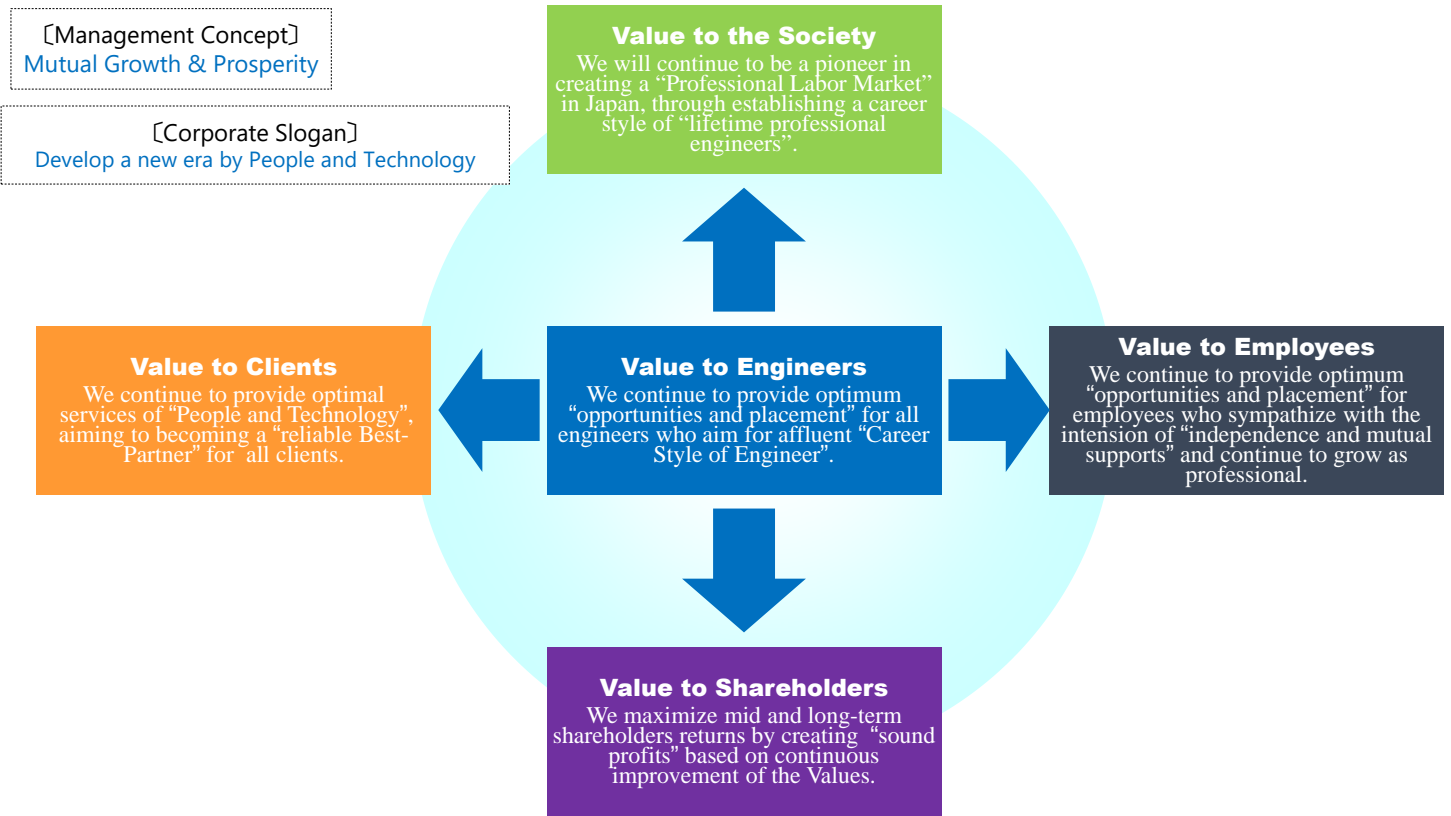 〔Management Concept〕
Mutual Growth & Prosperity
〔Corporate Slogan〕
Develop a new era by People and Technology
Value to the Society
We will continue to be a pioneer in
creating a “Professional Labor Market”
in Japan, through establishing a career
style of “lifetime professional
engineers”.
Value to Clients
We continue to provide optimal
services of “People and Technology”,
aiming to becoming a “reliable Best-
Partner” for all clients.
Value to Engineers
We continue to provide optimum
“opportunities and placement” for all
engineers who aim for affluent “Career
Style of Engineer”.
Value to Employees
We continue to provide optimum
“opportunities and placement” for
employees who sympathize with the
intension of “independence and mutual
supports” and continue to grow as
professional.
Value to Shareholders
We maximize mid and long-term
shareholders returns by creating “sound
profits” based on continuous
improvement of the Values.